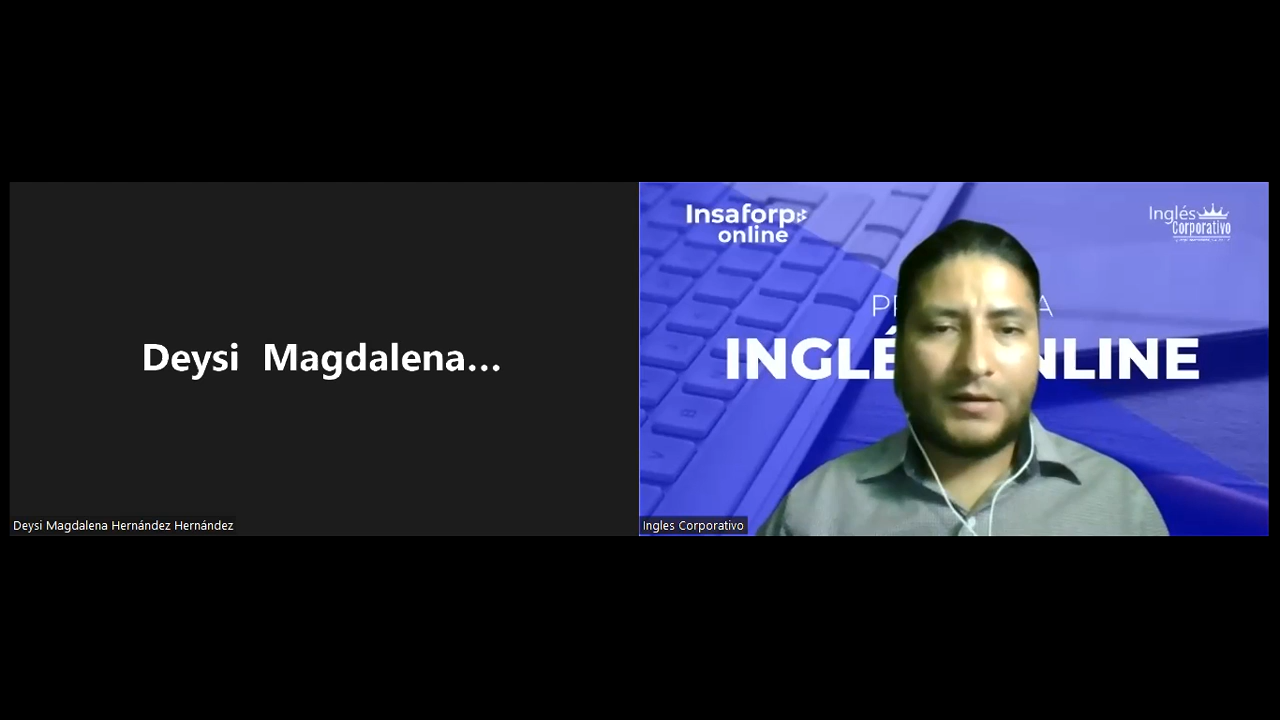 Deysi  Magdalena...
Deysi Magdalena Hernández Hernández
Insaforp
online
Inglés
Corporativo
INGLÉ NLINE
Ingles Corporativo